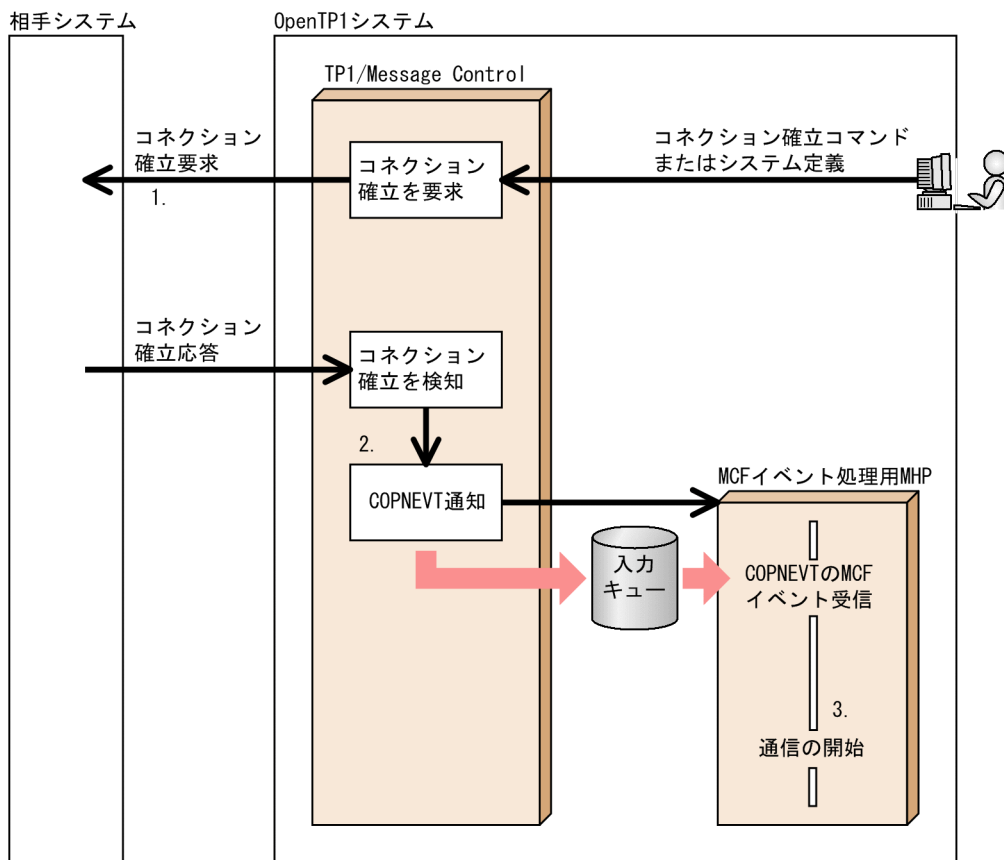 相手システム
OpenTP1システム
TP1/Message Control
コネクション
確立要求
1.
コネクション
確立を要求
コネクション確立コマンド
またはシステム定義
コネクション
確立応答
コネクション
確立を検知
2.
COPNEVT通知
MCFイベント処理用MHP
入力
キュー
COPNEVTのMCF
イベント受信
3.
通信の開始